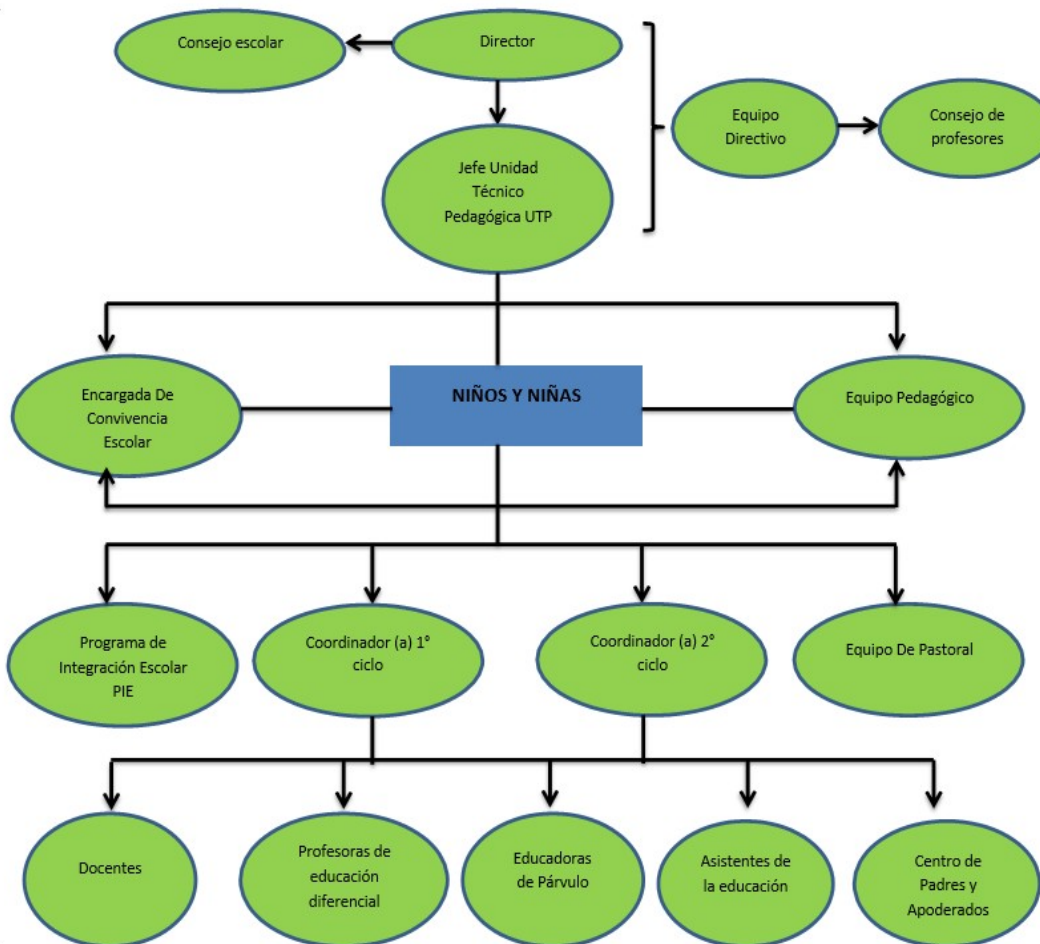 Consejo escolar
Director
Equipo
Directivo
Consejo de
profesores
Jefe Unidad
Técnico
Pedagógica UTP
Encargada De
Convivencia
Escolar
NIÑOS Y NIÑAS
Equipo Pedagógico
Programa de
Integración Escolar
PIE
Coordinador (a) 1°
ciclo
Coordinador (a) 2°
ciclo
Equipo De Pastoral
Docentes
Profesoras de
educación
diferencial
Educadoras
de Párvulo
Asistentes de
la educación
Centro de
Padres y
Apoderados